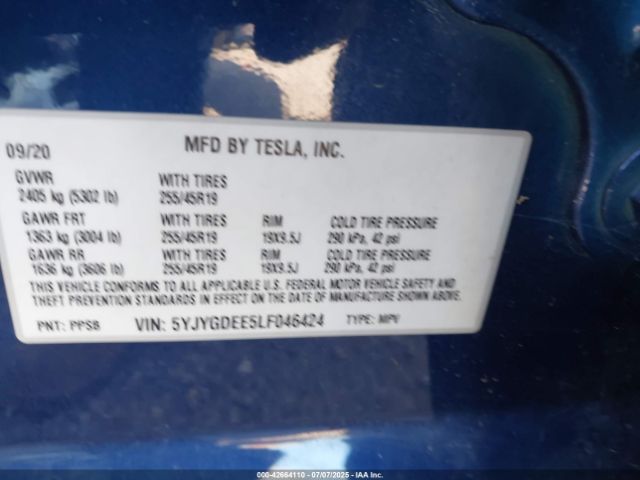 09/20 MFD BY TESLA, INC.
GVWR WITH TIRES
2405 kg (5302 lb) 255/45R19
GAWR FRT WITH TIRES RIM COLD TIRE PRESSURE
1363 kg (3004 lb) 255/45R19 19X9.5J 290 kPa, 42 psi
GAWR RR WITH TIRES RIM COLD TIRE PRESSURE
1636 kg (3606 lb) 255/45R19 19X9.5J 290 kPa, 42 psi
THIS VEHICLE CONFORMS TO ALL APPLICABLE U.S. FEDERAL MOTOR VEHICLE SAFETY AND
THEFT PREVENTION STANDARDS IN EFFECT ON THE DATE OF MANUFACTURE SHOWN ABOVE.
PNT: PPSB VIN: 5YJYGDEE5LF046424 TYPE: MPV
000-42664110 - 07/07/2025 - IAA Inc.